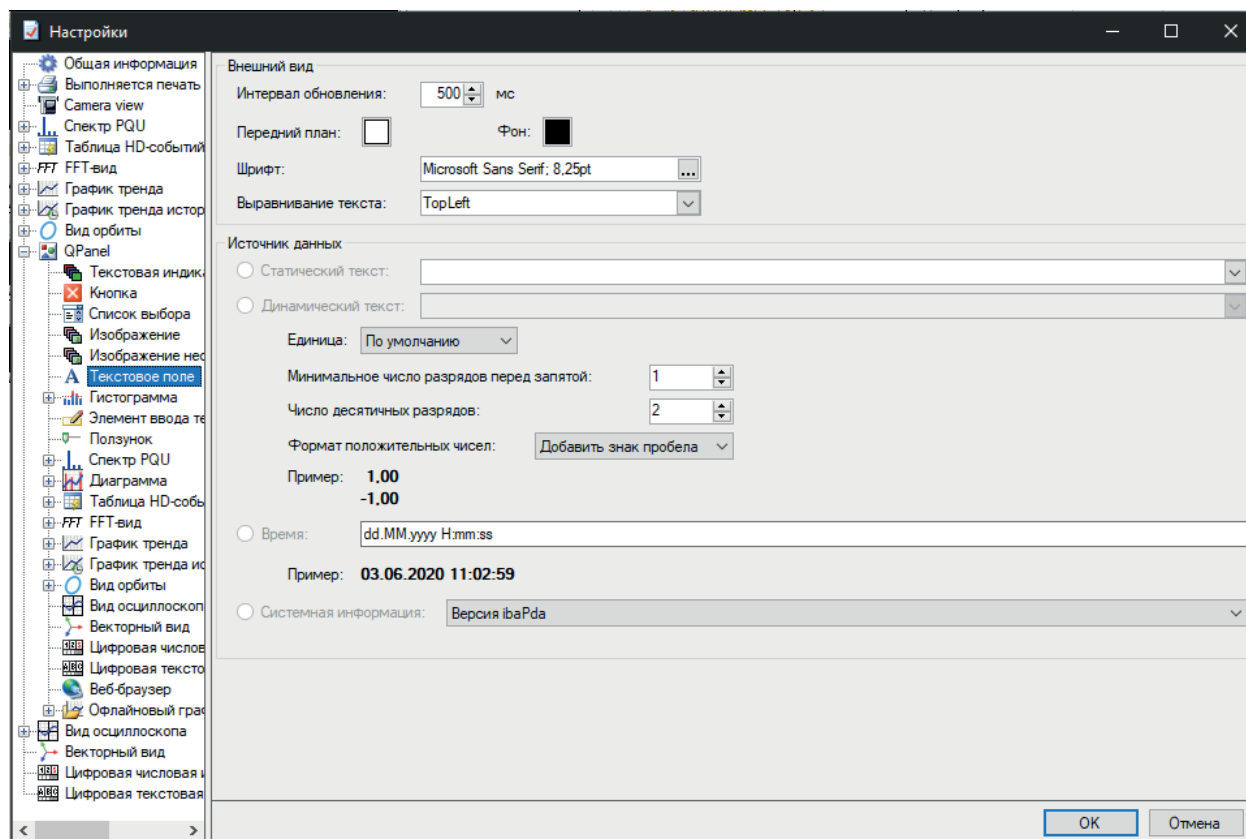 Настройки
Общая информация
Выполняется печать
Camera view
Спектр PQU
Таблица HD-событий
FFT FFT-вид
График тренда
График тренда истор
Вид орбиты
QPanel
Текстовая индик
Кнопка
Список выбора
Изображение
Изображение нес
A Текстовое поле
Гистограмма
Элемент ввода те
Ползунок
Спектр PQU
Диаграмма
Таблица HD-собы
FFT FFT-вид
График тренда
График тренда ис
Вид орбиты
Вид осциллоскоп
Векторный вид
Цифровая числов
Цифровая тексто
Веб-браузер
Офлайновый граф
Вид осциллоскопа
Векторный вид
Цифровая числовая и
Цифровая текстовая
Внешний вид
Интервал обновления: 500 мс
Передний план: Фон:
Шрифт: Microsoft Sans Serif; 8,25pt ...
Выравнивание текста: TopLeft
Источник данных
Статический текст:
Динамический текст:
Единица: По умолчанию
Минимальное число разрядов перед запятой: 1
Число десятичных разрядов: 2
Формат положительных чисел: Добавить знак пробела
Пример: 1,00
-1,00
Время: dd.MM.yyyy H:mm:ss
Пример: 03.06.2020 11:02:59
Системная информация: Версия ibaPda
OK Отмена